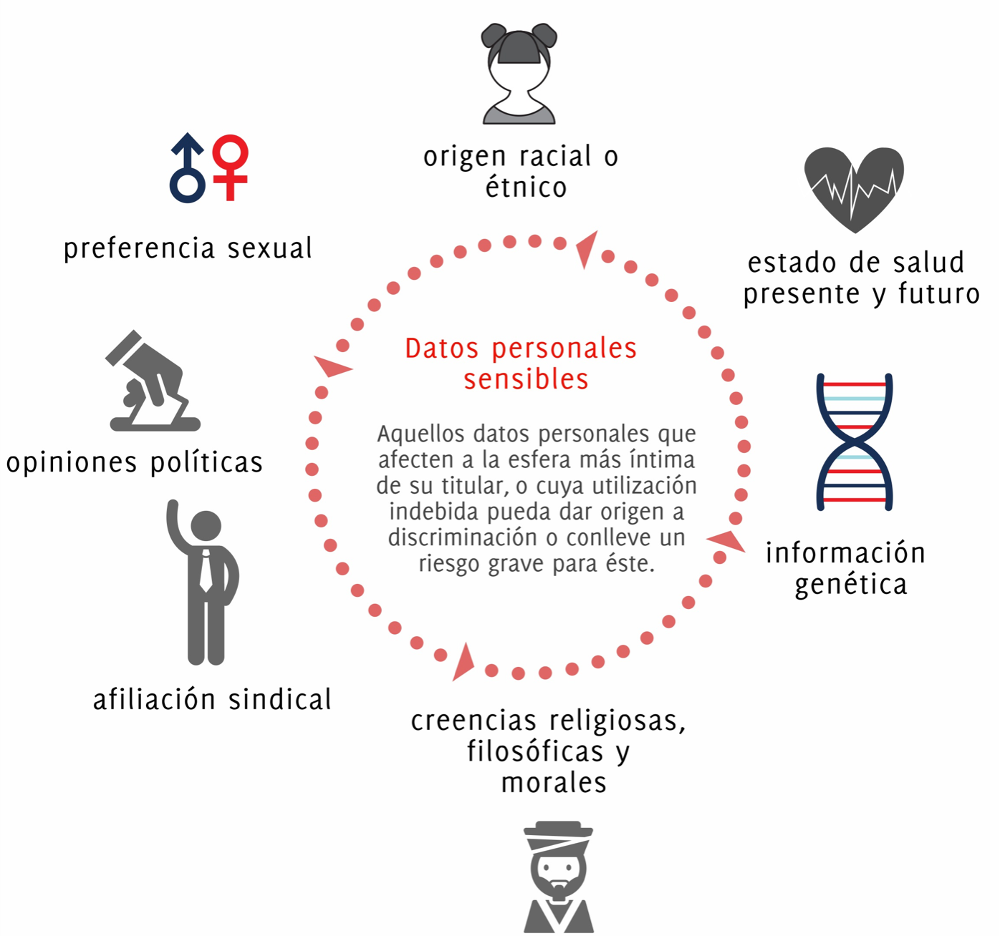 origen racial o
étnico
preferencia sexual
estado de salud
presente y futuro
Datos personales
sensibles
Aquellos datos personales que
afecten a la esfera más íntima
de su titular, o cuya utilización
indebida pueda dar origen a
discriminación o conlleve un
riesgo grave para éste.
opiniones políticas
información
genética
afiliación sindical
creencias religiosas,
filosóficas y
morales